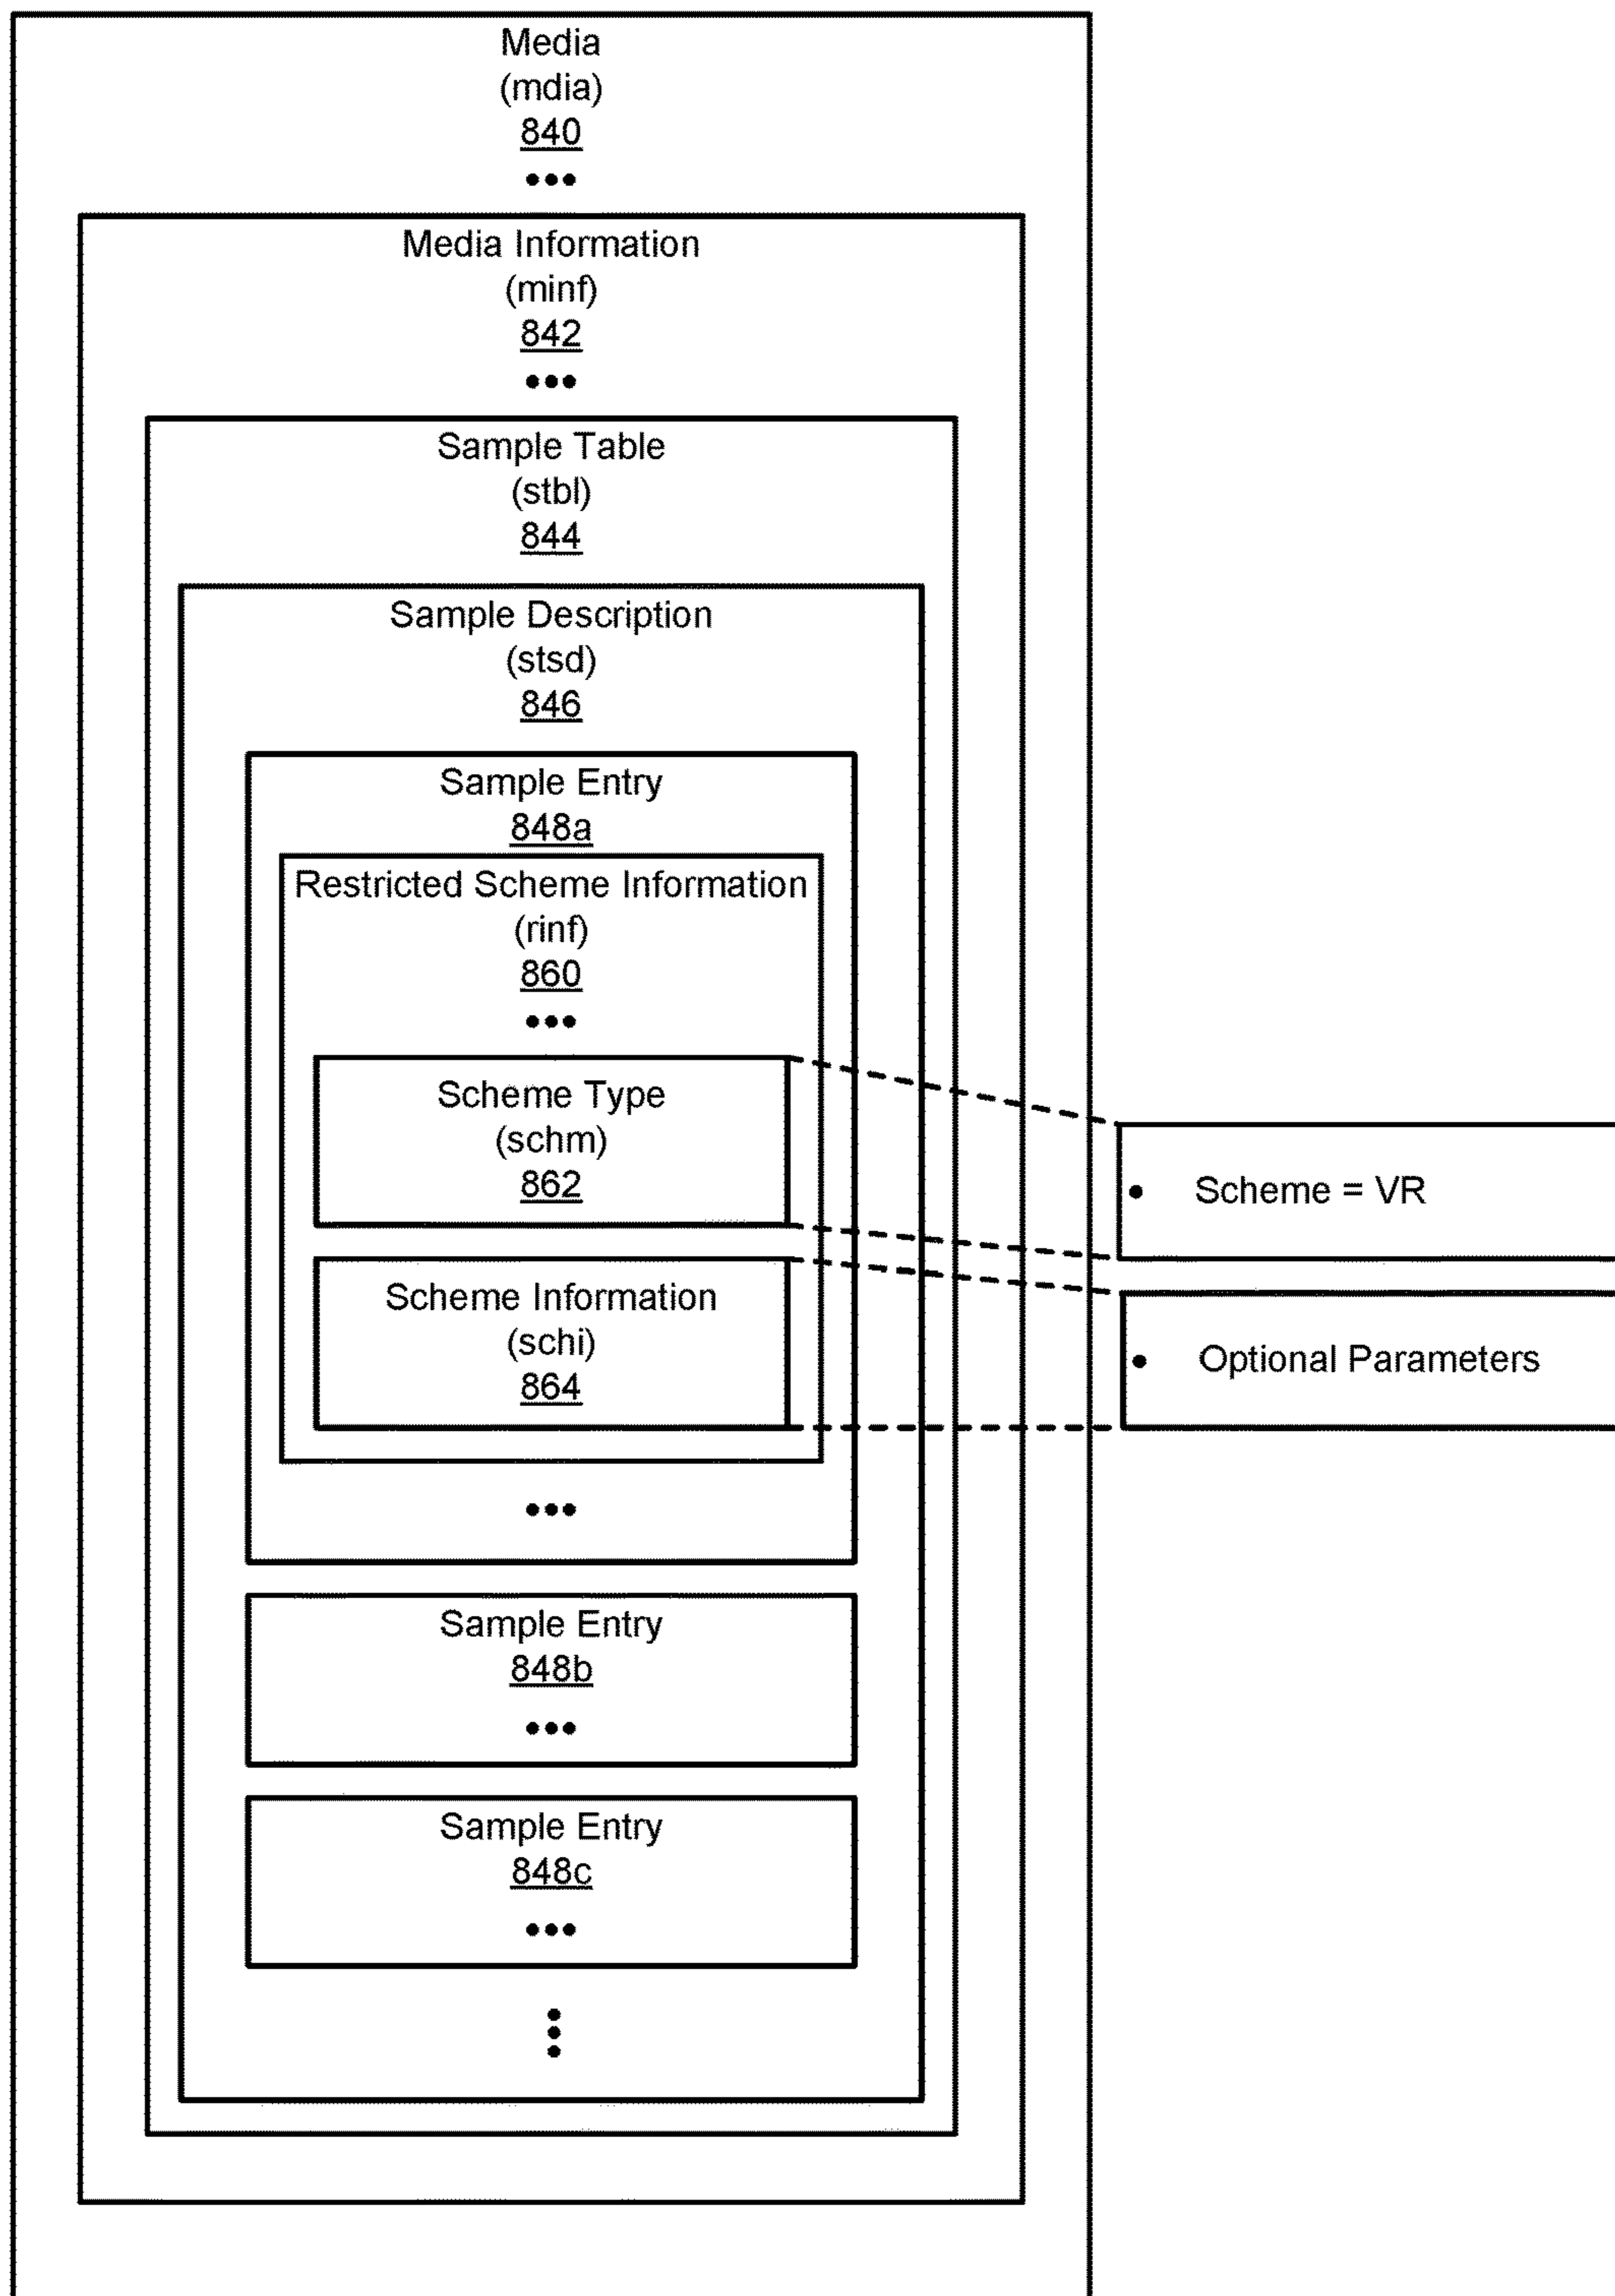 Media
(mdia)
840
•••
Media Information
(minf)
842
•••
Sample Table
(stbl)
844
Sample Description
(stsd)
846
Sample Entry
848a
Restricted Scheme Information
(rinf)
860
•••
Scheme Type
(schm)
862
• Scheme = VR
Scheme Information
(schi)
864
• Optional Parameters
•••
Sample Entry
848b
•••
Sample Entry
848c
•••